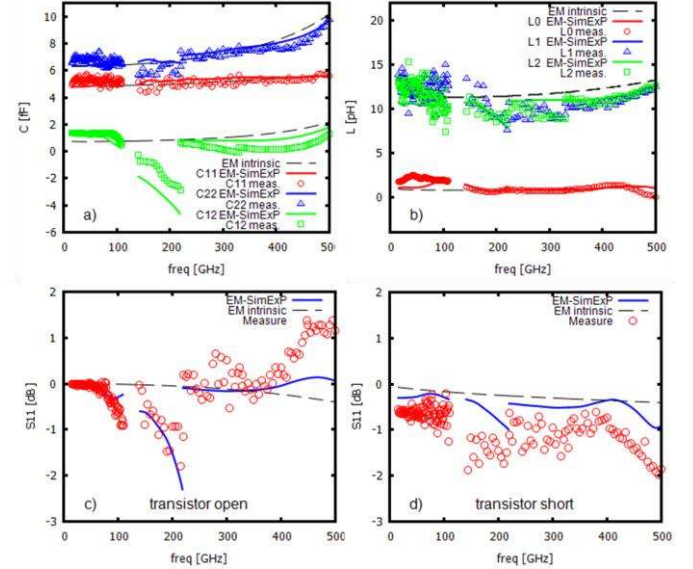 10
8
6
4
2
0
-2
-4
-6
C [fF]
EM intrinsic
C11 EM-SimExP
C11 meas.
C22 EM-SimExP
C22 meas.
C12 EM-SimExP
C12 meas.
a)
0 100 200 300 400 500
freq [GHz]
20
15
10
5
0
L [pH]
EM intrinsic
L0 EM-SimExP
L0 meas.
L1 EM-SimExP
L1 meas.
L2 EM-SimExP
L2 meas.
b)
0 100 200 300 400 500
freq [GHz]
2
1
0
-1
-2
-3
S11 [dB]
EM-SimExP
EM intrinsic
Measure
c) transistor open
0 100 200 300 400 500
freq [GHz]
2
1
0
-1
-2
-3
S11 [dB]
EM-SimExP
EM intrinsic
Measure
d) transistor short
0 100 200 300 400 500
freq [GHz]